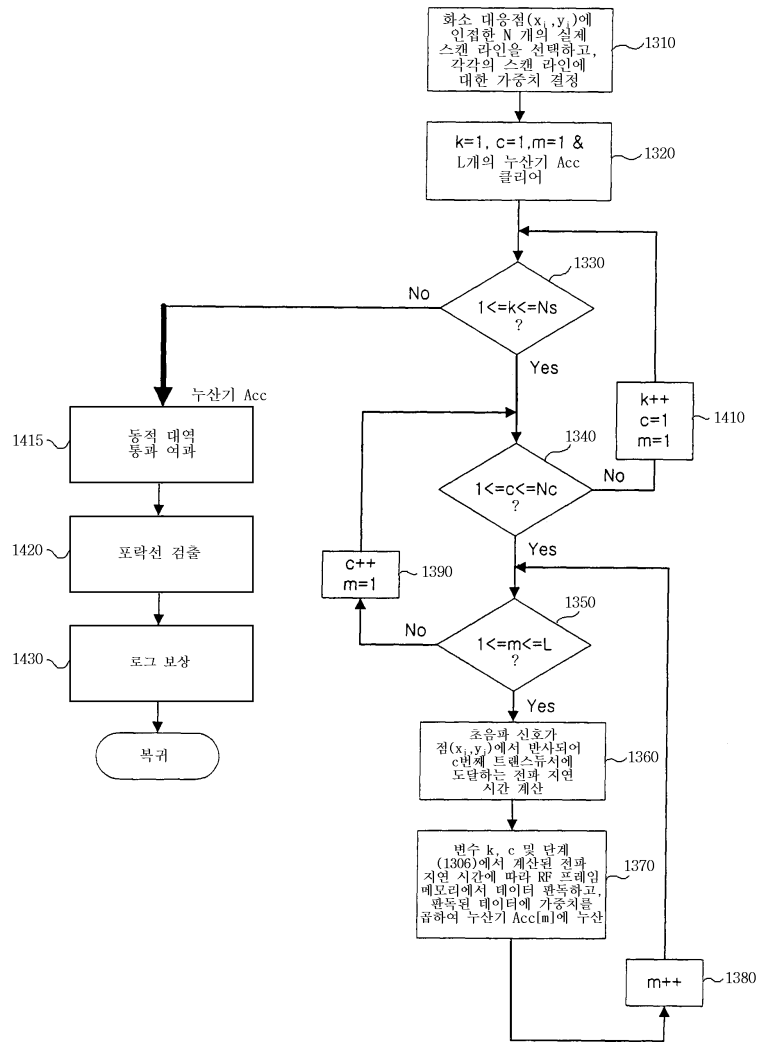 화소 대응점(xᵢ,yᵢ)에
인접한 N 개의 실제
스캔 라인을 선택하고,
각각의 스캔 라인에
대한 가중치 결정
1310
k=1, c=1,m=1 &
L개의 누산기 Acc
클리어
1320
1330
No
1<=k<=Ns
?
Yes
누산기 Acc
k++
c=1
m=1
1410
1415
동적 대역
통과 여과
1340
1<=c<=Nc
?
No
Yes
1420
포락선 검출
c++
m=1
1390
1350
No
1<=m<=L
?
Yes
1430
로그 보상
복귀
초음파 신호가
점(xᵢ,yᵢ)에서 반사되어
c번째 트랜스듀서에
도달하는 전파 지연
시간 계산
1360
변수 k, c 및 단계
(1306)에서 계산된 전파
지연 시간에 따라 RF 프레임
메모리에서 데이터 판독하고,
판독된 데이터에 가중치를
곱하여 누산기 Acc[m]에 누산
1370
m++
1380